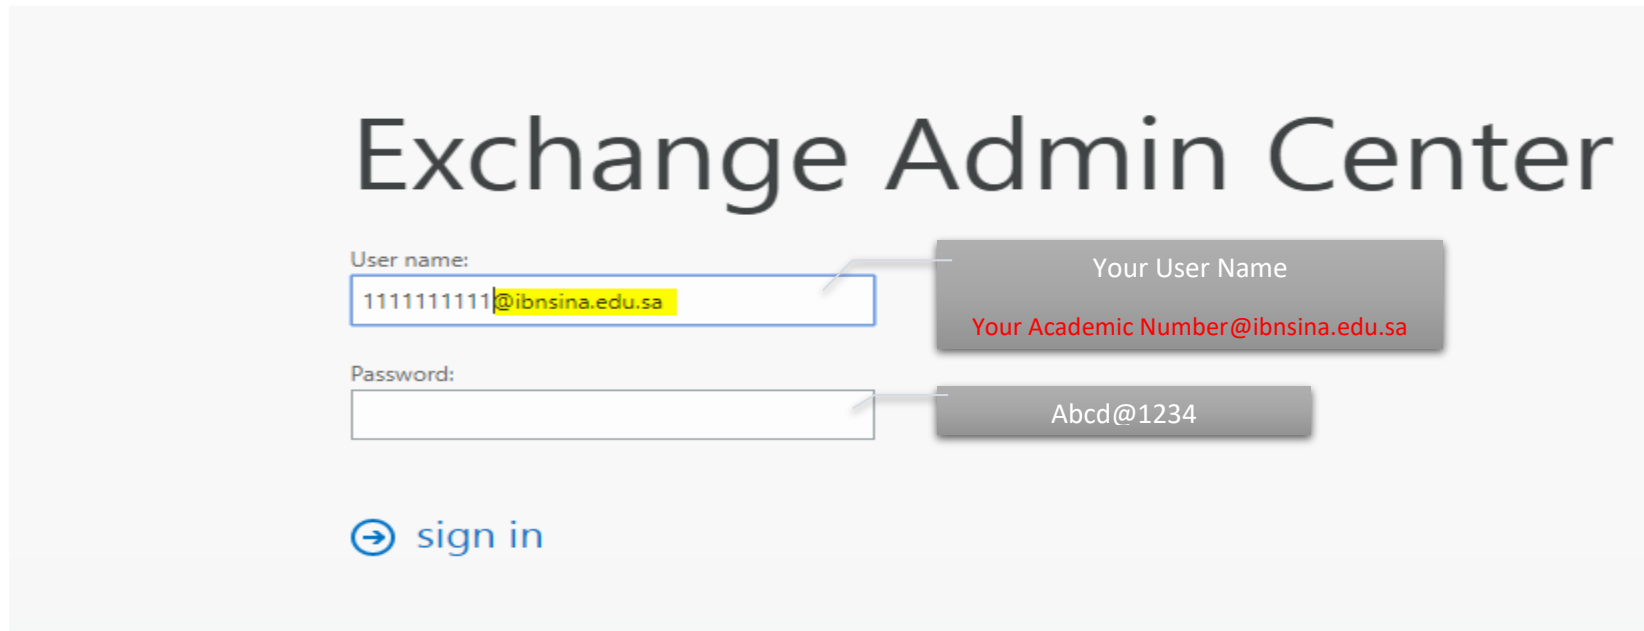 Exchange Admin Center
User name:
1111111111@ibnsina.edu.sa
Your User Name
Your Academic Number@ibnsina.edu.sa
Password:
Abcd@1234
sign in